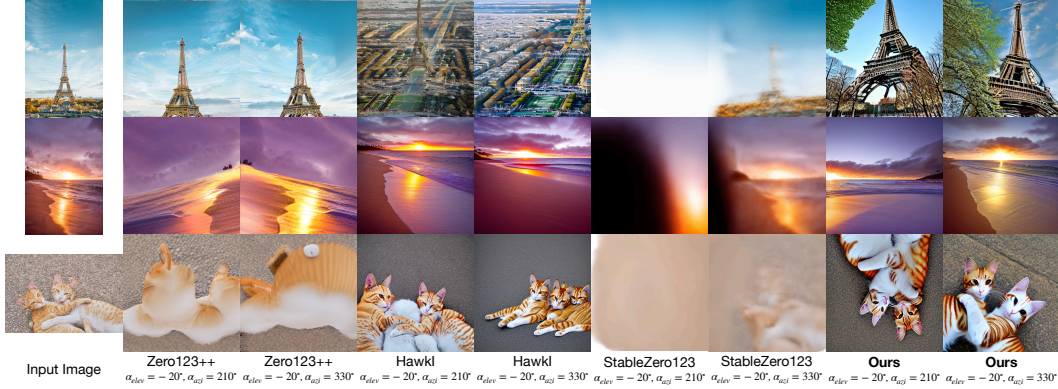 Input Image
Zero123++ Zero123++ HawkI HawkI StableZero123 StableZero123 Ours Ours
α_elev = −20°, α_azi = 210° α_elev = −20°, α_azi = 330° α_elev = −20°, α_azi = 210° α_elev = −20°, α_azi = 330° α_elev = −20°, α_azi = 210° α_elev = −20°, α_azi = 330° α_elev = −20°, α_azi = 210° α_elev = −20°, α_azi = 330°